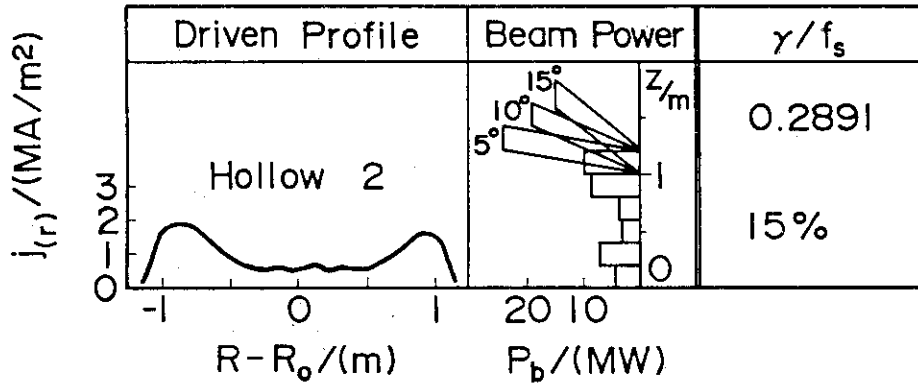 Driven Profile
Beam Power
γ/fs
j(r)/(MA/m²)
3
2
1
0
Hollow 2
-1 0 1
R-Ro/(m)
15°
10°
5°
Z/m
1
0
20 10
Pb/(MW)
0.2891
15%